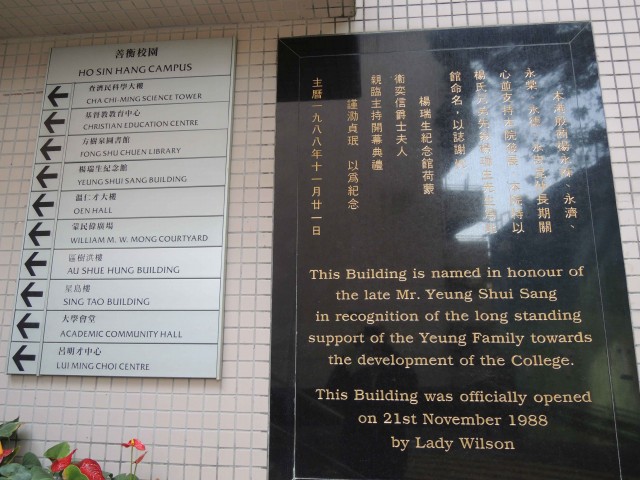 善衡校園
HO SIN HANG CAMPUS
查濟民科學大樓
CHA CHI-MING SCIENCE TOWER
基督教教育中心
CHRISTIAN EDUCATION CENTRE
方樹泉圖書館
FONG SHU CHUEN LIBRARY
楊瑞生紀念館
YEUNG SHUI SANG BUILDING
溫仁才大樓
OEN HALL
蒙民偉廣場
WILLIAM M. W. MONG COURTYARD
區樹洪樓
AU SHUE HUNG BUILDING
星島樓
SING TAO BUILDING
大學會堂
ACADEMIC COMMUNITY HALL
呂明才中心
LUI MING CHOI CENTRE
館命名，以誌謝
楊瑞生紀念館荷蒙
衛奕信爵士夫人
親臨主持開幕典禮
謹泐貞珉 以爲紀念
主曆一九八八年十一月廿一日
This Building is named in honour of
the late Mr. Yeung Shui Sang
in recognition of the long standing
support of the Yeung Family towards
the development of the College.
This Building was officially opened
on 21st November 1988
by Lady Wilson